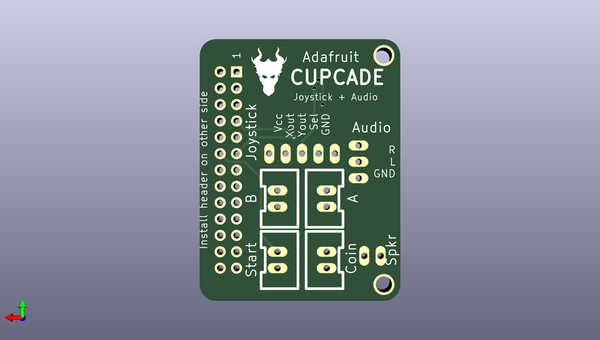 1
Adafruit
CUPCADE
Joystick + Audio
Install header on other side
Joystick
Vcc
Xout
Yout
Sel
GND
Audio
R
L
GND
B
A
Start
Coin
Spkr